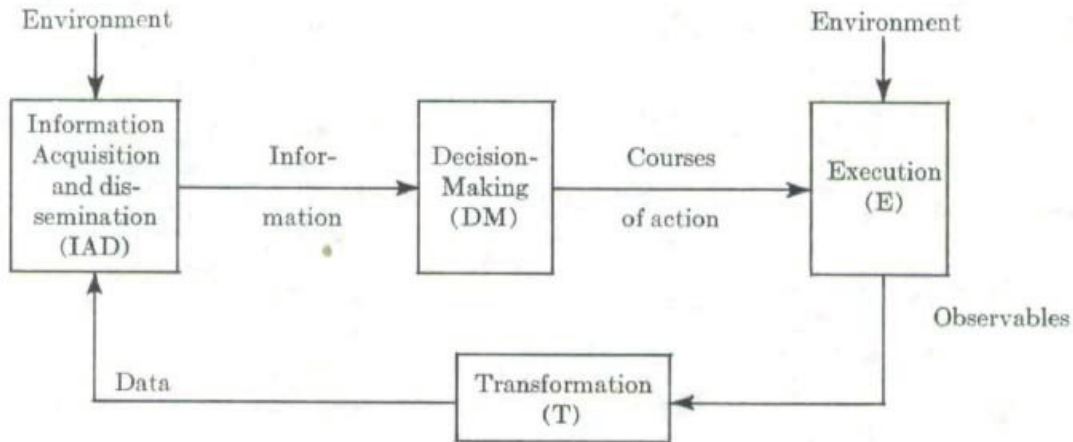 Environment
Environment
Information
Acquisition
and dis-
semination
(IAD)
Infor-
mation
Decision-
Making
(DM)
Courses
of action
Execution
(E)
Observables
Data
Transformation
(T)